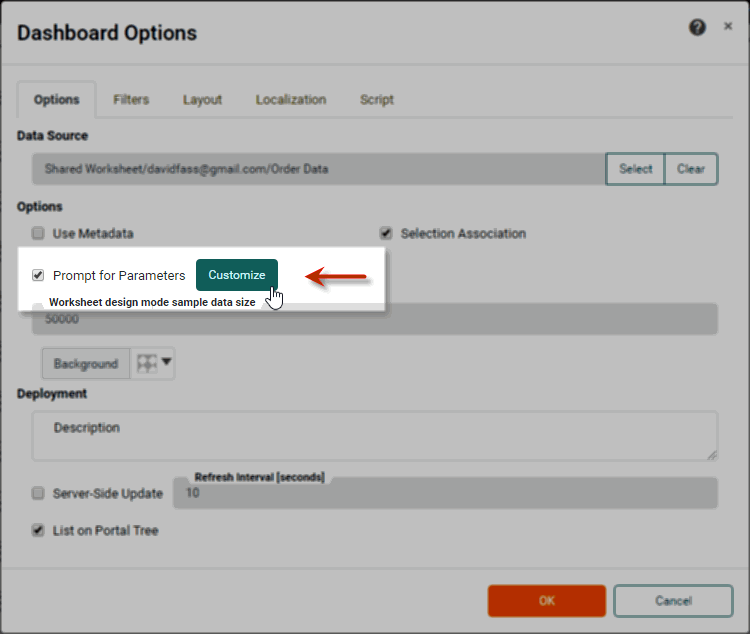 Dashboard Options
Options Filters Layout Localization Script
Data Source
Shared Worksheet/davidfass@gmail.com/Order Data Select Clear
Options
Use Metadata Selection Association
Prompt for Parameters Customize
Worksheet design mode sample data size
50000
Background
Deployment
Description
Refresh Interval [seconds]
Server-Side Update 10
List on Portal Tree
OK Cancel